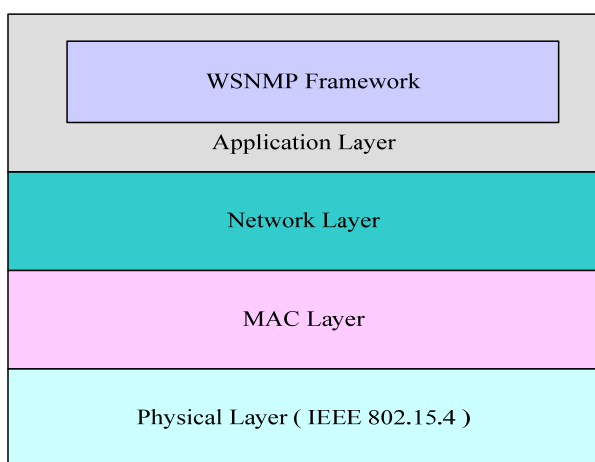 WSNMP Framework
Application Layer
Network Layer
MAC Layer
Physical Layer ( IEEE 802.15.4 )